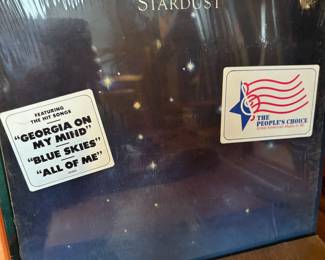 STARDUST
FEATURING
THE HIT SONGS
"GEORGIA ON
MY MIND"
"BLUE SKIES"
"ALL OF ME"
THE
PEOPLE'S CHOICE